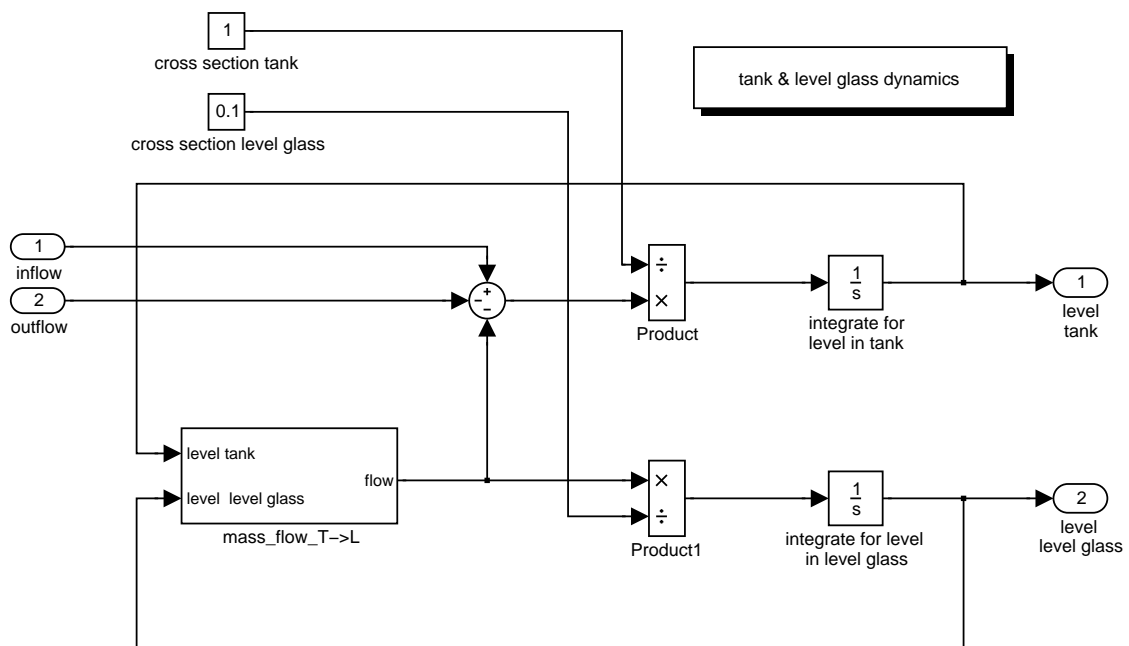 1
cross section tank
tank & level glass dynamics
0.1
cross section level glass
1
inflow
2
outflow
+
−
−
÷
×
Product
1
s
integrate for
level in tank
1
level
tank
level tank
level  level glass
flow
mass_flow_T−>L
×
÷
Product1
1
s
integrate for level
in level glass
2
level
level glass